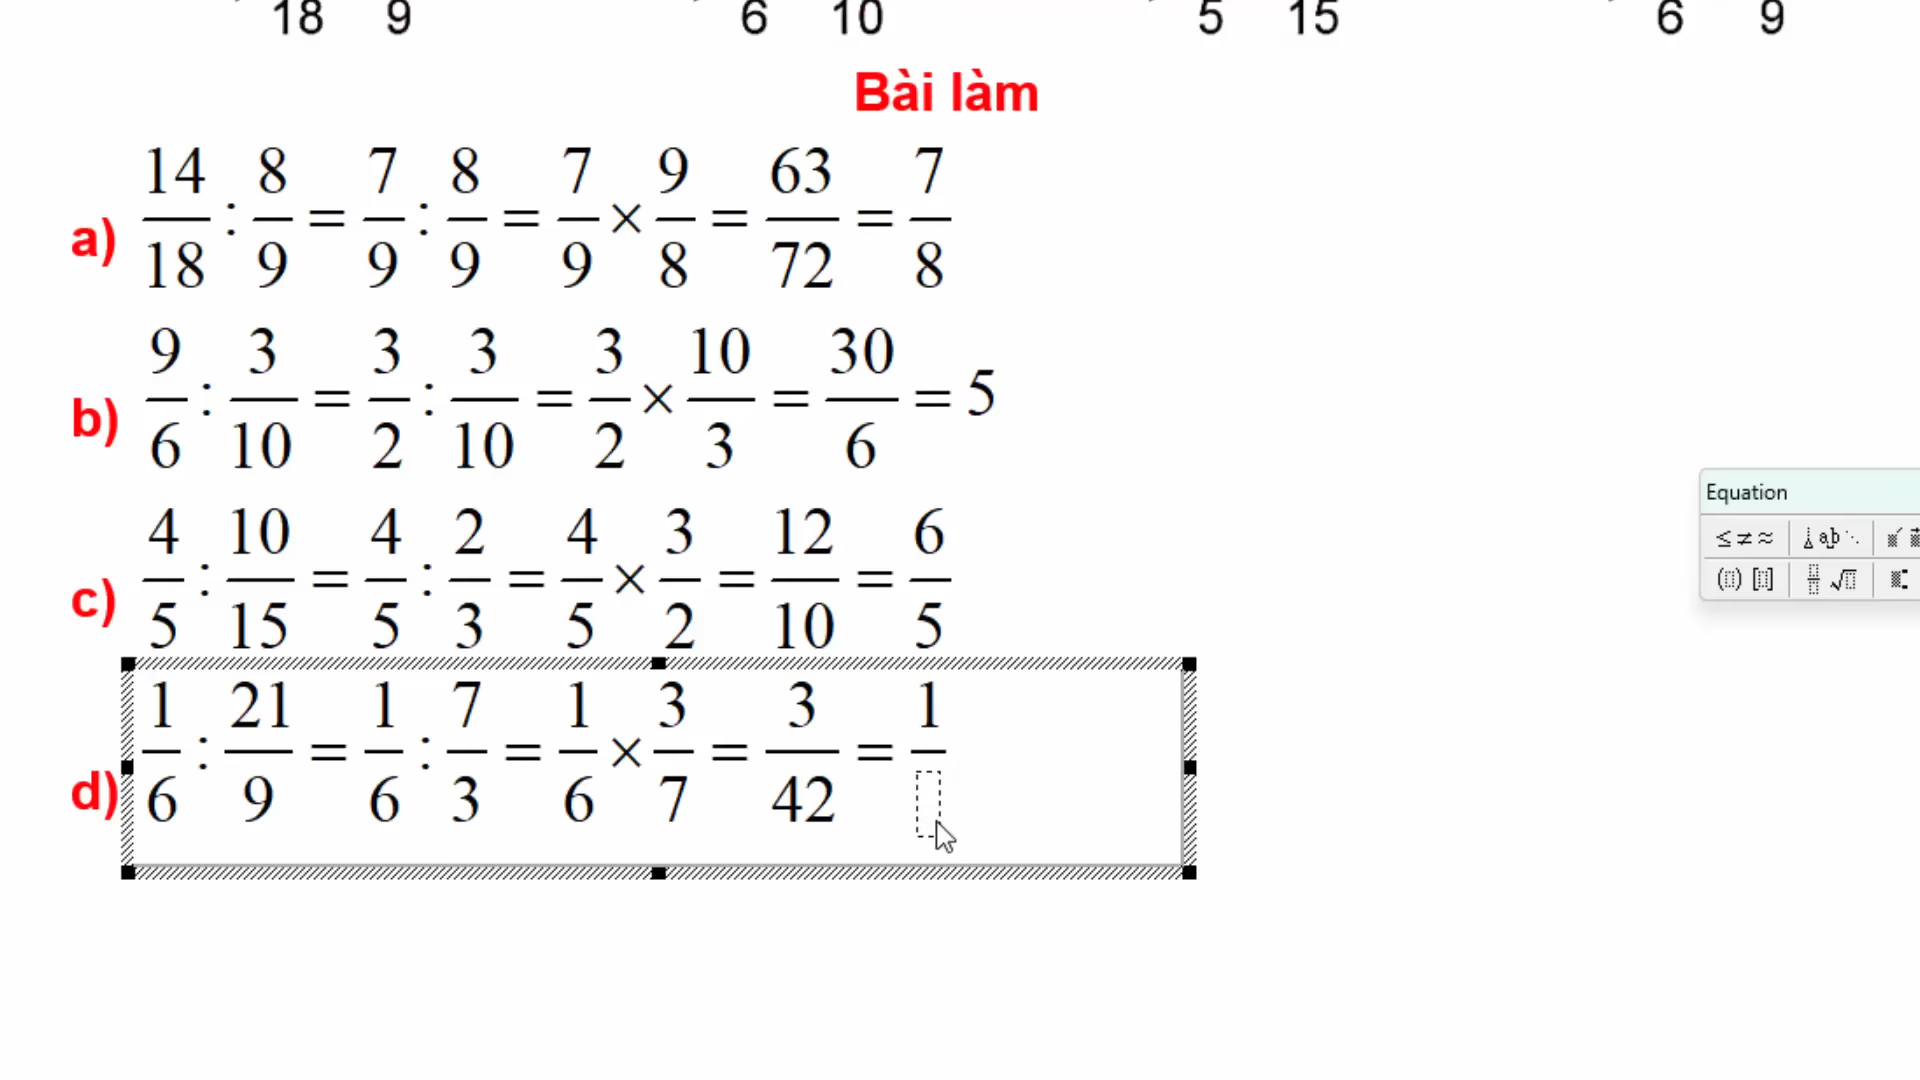 18 9 6 10 5 15 6 9
Bài làm
a) 14/18 : 8/9 = 7/9 : 8/9 = 7/9 × 9/8 = 63/72 = 7/8
b) 9/6 : 3/10 = 3/2 : 3/10 = 3/2 × 10/3 = 30/6 = 5
c) 4/5 : 10/15 = 4/5 : 2/3 = 4/5 × 3/2 = 12/10 = 6/5
d) 1/6 : 21/9 = 1/6 : 7/3 = 1/6 × 3/7 = 3/42 = 1/
Equation
≤ ≠ ≈ ab